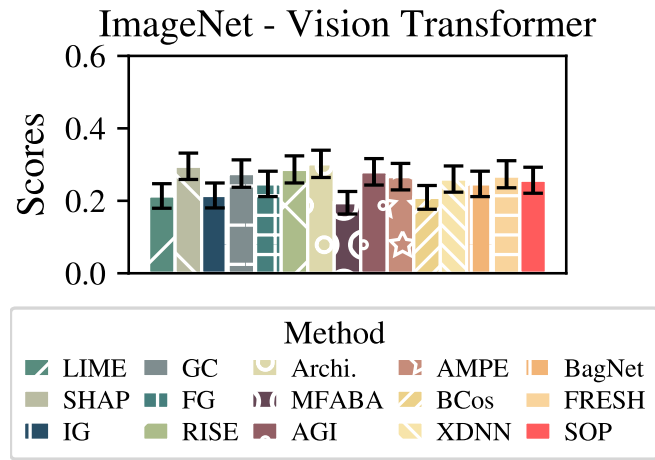 ImageNet - Vision Transformer
0.6
0.4
0.2
0.0
Scores
Method
LIME GC Archi. AMPE BagNet
SHAP FG MFABA BCos FRESH
IG RISE AGI XDNN SOP